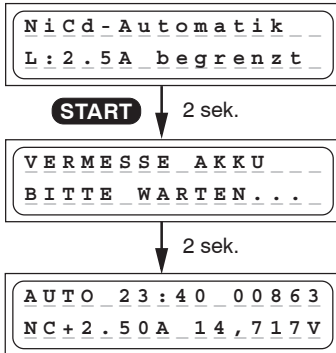 NiCd-Automatik
L:2.5A begrenzt
START 2 sek.
VERMESSE AKKU
BITTE WARTEN...
2 sek.
AUTO 23:40 00863
NC+2.50A 14,717V